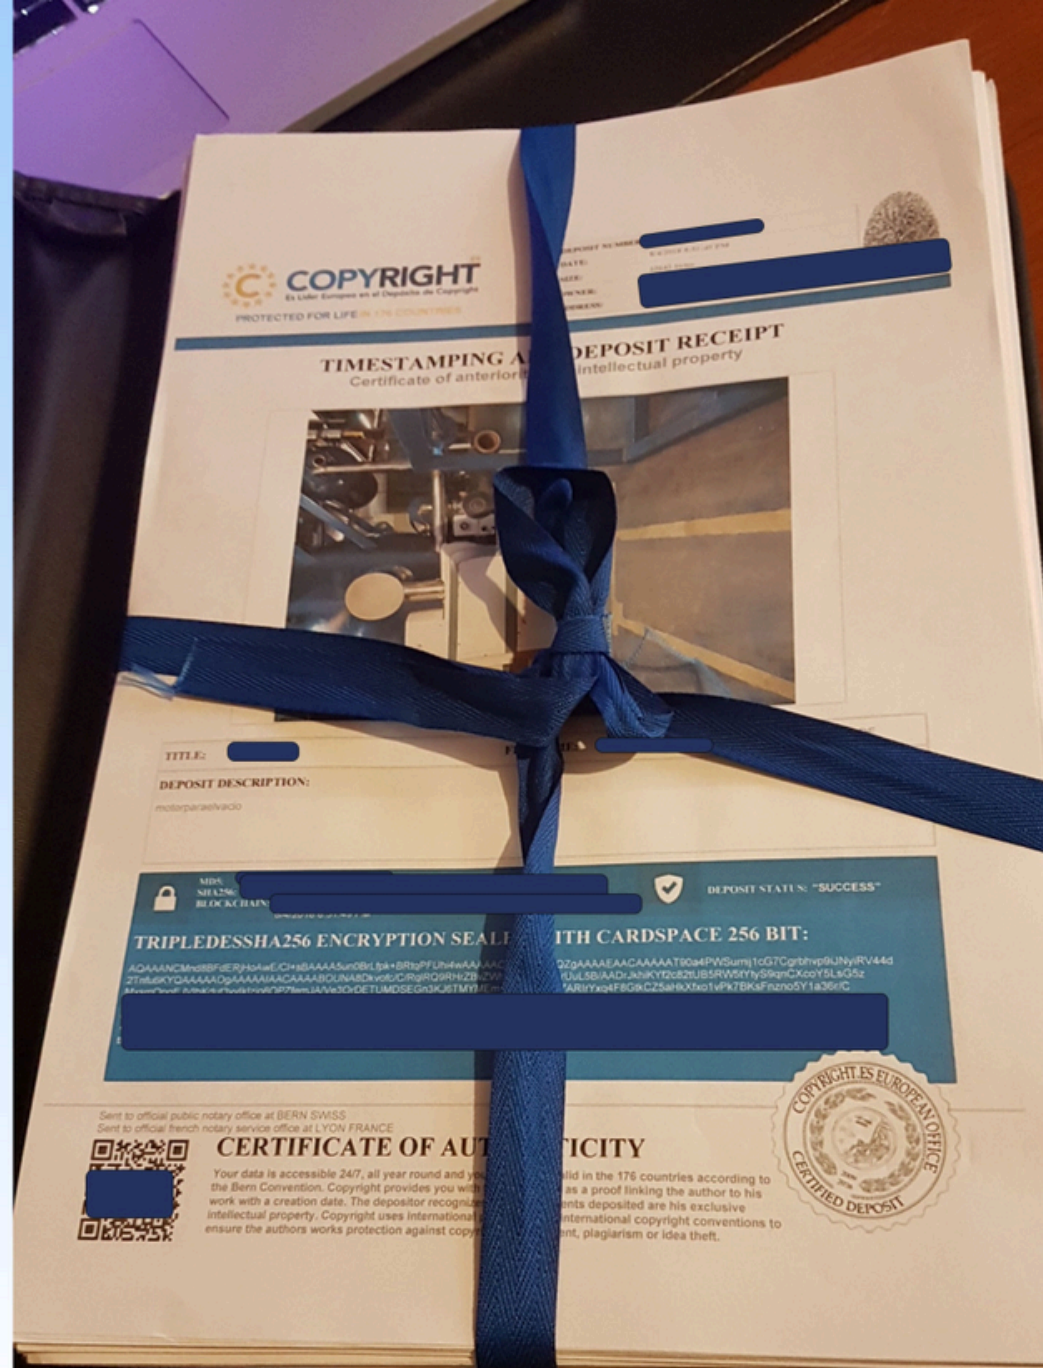 COPYRIGHT
Es Líder Europeo en el Depósito de Copyright
PROTECTED FOR LIFE IN 176 COUNTRIES
DEPOSIT NUMBER
DATE:
SIZE:
OWNER:
ADDRESS:
TIMESTAMPING A DEPOSIT RECEIPT
Certificate of anteriorit intellectual property
TITLE:
DEPOSIT DESCRIPTION:
motorparaelvacio
MD5:
SHA256:
BLOCKCHAIN:
DEPOSIT STATUS: "SUCCESS"
TRIPLEDESSHA256 ENCRYPTION SEALE ITH CARDSPACE 256 BIT:
Sent to official public notary office at BERN SWISS
Sent to official french notary service office at LYON FRANCE
CERTIFICATE OF AUT TICITY
Your data is accessible 24/7, all year round and you alid in the 176 countries according to
the Bern Convention. Copyright provides you with as a proof linking the author to his
work with a creation date. The depositor recognize ents deposited are his exclusive
intellectual property. Copyright uses International international copyright conventions to
ensure the authors works protection against copy ent, plagiarism or idea theft.
COPYRIGHT.ES EUROPEAN OFFICE
CERTIFIED DEPOSIT